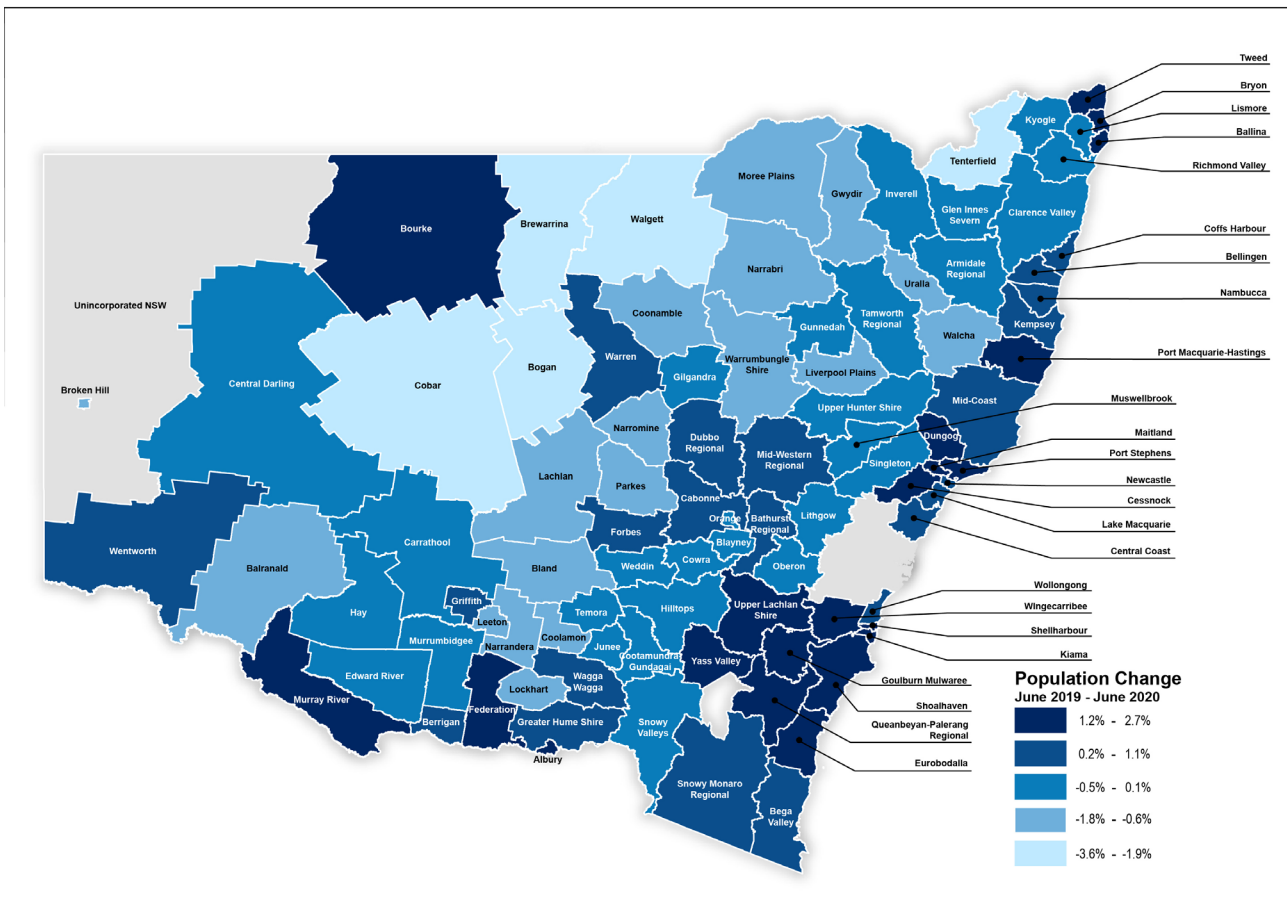 Tweed
Bryon
Lismore
Ballina
Richmond Valley
Kyogle
Tenterfield
Moree Plains
Gwydir
Inverell
Glen Innes
Severn
Clarence Valley
Bourke
Brewarrina
Walgett
Coffs Harbour
Bellingen
Nambucca
Narrabri
Armidale
Regional
Uralla
Unincorporated NSW
Coonamble
Gunnedah
Tamworth
Regional
Walcha
Kempsey
Port Macquarie-Hastings
Warren
Warrumbungle
Shire
Liverpool Plains
Bogan
Cobar
Central Darling
Gilgandra
Broken Hill
Upper Hunter Shire
Mid-Coast
Muswellbrook
Narromine
Dubbo
Regional
Mid-Western
Regional
Dungog
Maitland
Port Stephens
Singleton
Newcastle
Cessnock
Lake Macquarie
Central Coast
Lachlan
Parkes
Cabonne
Orange
Bathurst
Regional
Lithgow
Forbes
Blayney
Wentworth
Carrathool
Balranald
Bland
Weddin
Cowra
Oberon
Wollongong
WIngecarribee
Shellharbour
Kiama
Hay
Griffith
Leeton
Temora
Hilltops
Upper Lachlan
Shire
Murrumbidgee
Narrandera
Coolamon
Junee
Cootamundra
Gundagai
Yass Valley
Goulburn Mulwaree
Shoalhaven
Queanbeyan-Palerang
Regional
Eurobodalla
Edward River
Murray River
Lockhart
Wagga
Wagga
Federation
Berrigan
Greater Hume Shire
Albury
Snowy
Valleys
Snowy Monaro
Regional
Bega
Valley
Population Change
June 2019 - June 2020
1.2% - 2.7%
0.2% - 1.1%
-0.5% - 0.1%
-1.8% - -0.6%
-3.6% - -1.9%